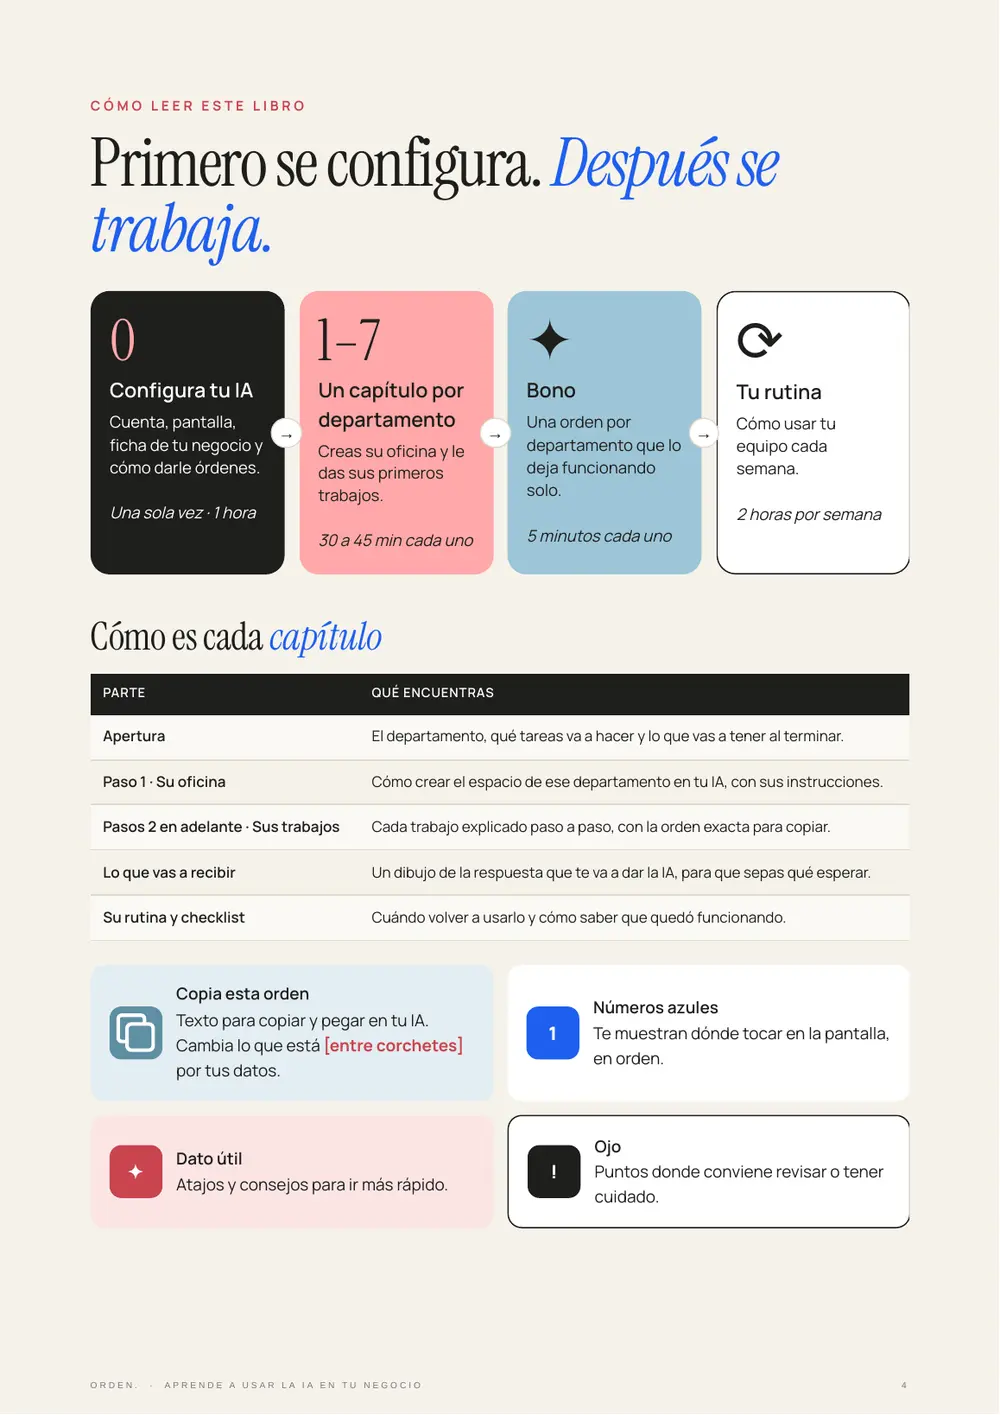 CÓMO LEER ESTE LIBRO
Primero se configura. Después se
trabaja.
0
Configura tu IA
Cuenta, pantalla,
ficha de tu negocio y
cómo darle órdenes.
Una sola vez · 1 hora
→
1–7
Un capítulo por
departamento
Creas su oficina y le
das sus primeros
trabajos.
30 a 45 min cada uno
→
Bono
Una orden por
departamento que lo
deja funcionando
solo.
5 minutos cada uno
→
Tu rutina
Cómo usar tu
equipo cada
semana.
2 horas por semana
Cómo es cada capítulo
PARTE QUÉ ENCUENTRAS
Apertura El departamento, qué tareas va a hacer y lo que vas a tener al terminar.
Paso 1 · Su oficina Cómo crear el espacio de ese departamento en tu IA, con sus instrucciones.
Pasos 2 en adelante · Sus trabajos Cada trabajo explicado paso a paso, con la orden exacta para copiar.
Lo que vas a recibir Un dibujo de la respuesta que te va a dar la IA, para que sepas qué esperar.
Su rutina y checklist Cuándo volver a usarlo y cómo saber que quedó funcionando.
Copia esta orden
Texto para copiar y pegar en tu IA.
Cambia lo que está [entre corchetes]
por tus datos.
1
Números azules
Te muestran dónde tocar en la pantalla,
en orden.
Dato útil
Atajos y consejos para ir más rápido.
!
Ojo
Puntos donde conviene revisar o tener
cuidado.
ORDEN. · APRENDE A USAR LA IA EN TU NEGOCIO 4